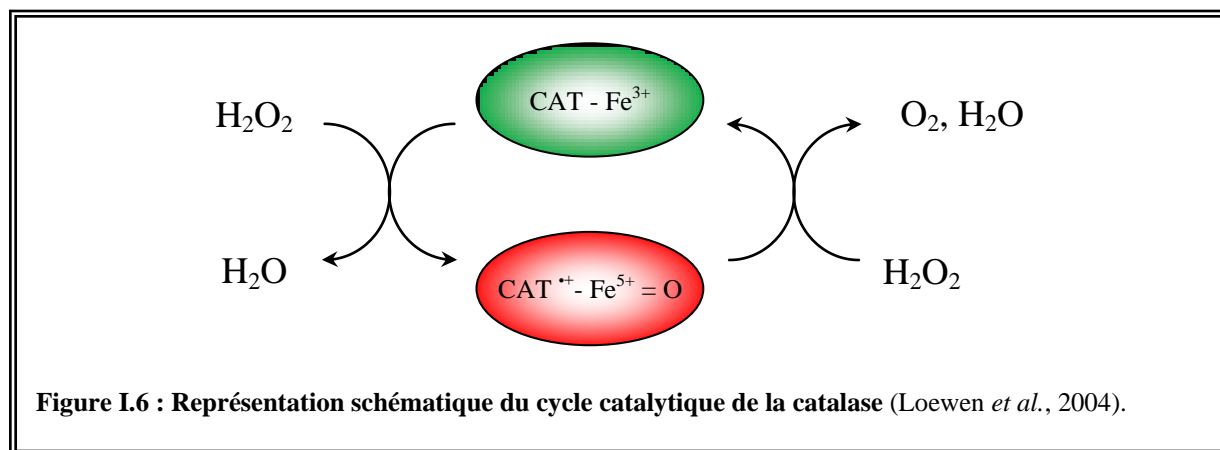 H₂O₂
CAT - Fe³⁺
O₂, H₂O
H₂O
CAT •⁺- Fe⁵⁺ = O
H₂O₂
Figure I.6 : Représentation schématique du cycle catalytique de la catalase (Loewen et al., 2004).